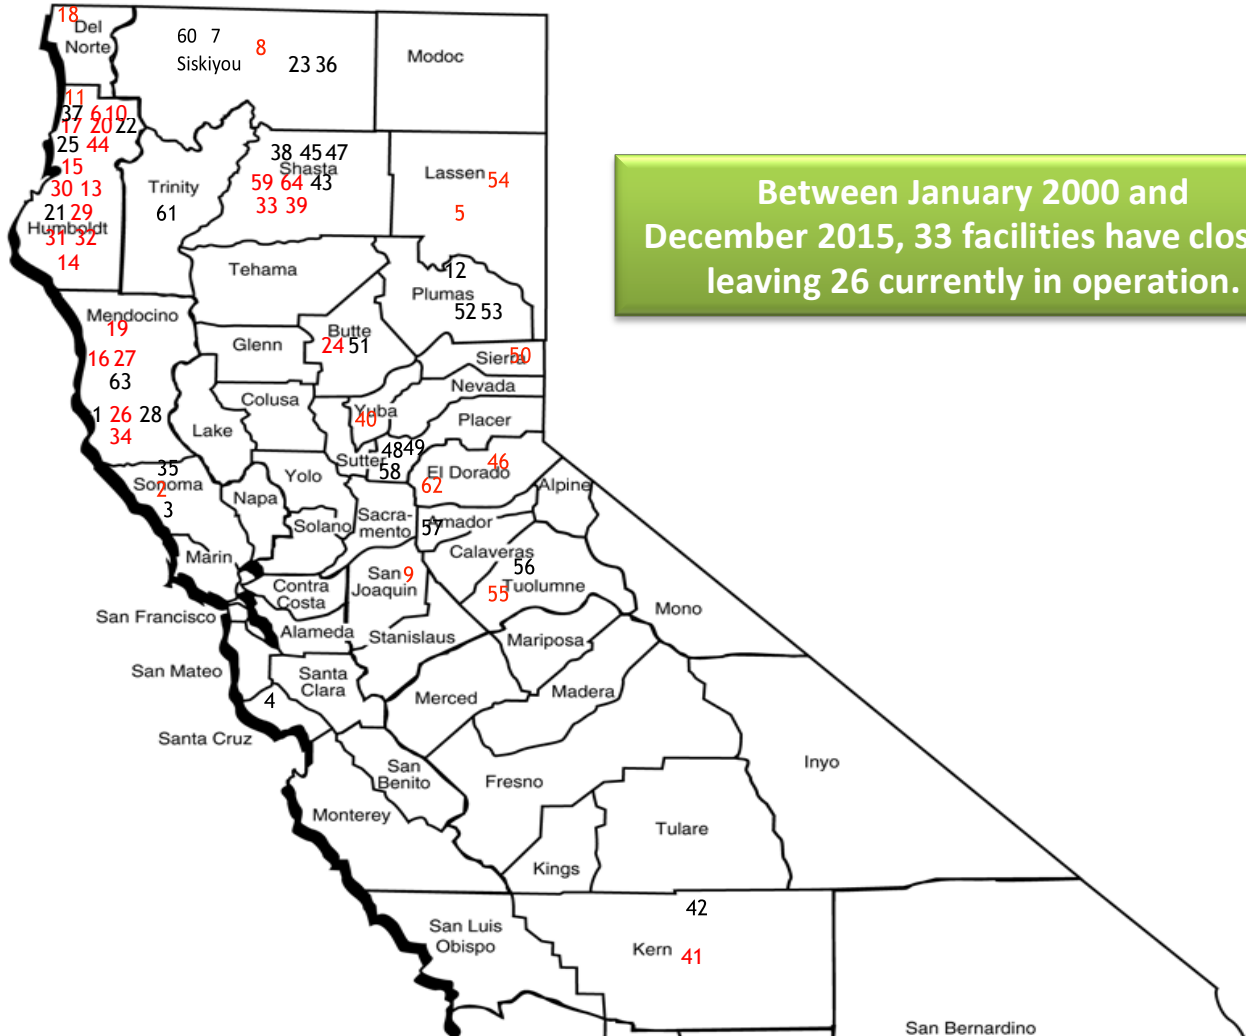 18
Del
Norte
60 7
8
Siskiyou
23 36
Modoc
11
37 6 10
17 20 22
25 44
15
30 13
21 29
Humboldt
31 32
14
Trinity
61
38 45 47
Shasta
59 64 43
33 39
Lassen 54
5
Between January 2000 and
December 2015, 33 facilities have clos
leaving 26 currently in operation.
Tehama
12
Plumas
52 53
Mendocino
19
16 27
63
1 26 28
34
Glenn
Butte
24 51
Sierra 50
Nevada
Colusa
Yuba
40
Placer
Lake
Sutter
48 49
58
46
El Dorado
62
35
Sonoma
2
3
Napa
Yolo
Solano
Sacra-
mento
57
Amador
Alpine
Marin
Calaveras
56
55
Tuolumne
Contra
Costa
San 9
Joaquin
San Francisco
Alameda
Stanislaus
Mariposa
Mono
San Mateo
Santa
Clara
4
Merced
Madera
Santa Cruz
San
Benito
Fresno
Inyo
Monterey
Tulare
Kings
42
San Luis
Obispo
Kern 41
San Bernardino